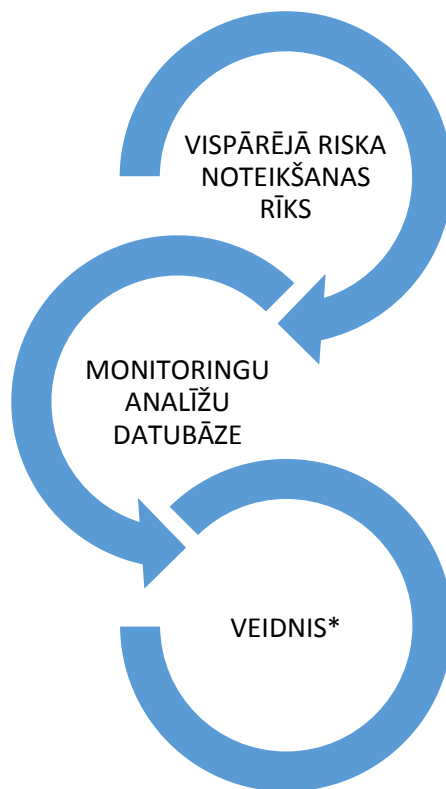 VISPĀRĒJĀ RISKA
NOTEIKŠANAS
RĪKS
MONITORINGU
ANALĪŽU
DATUBĀZE
VEIDNIS*